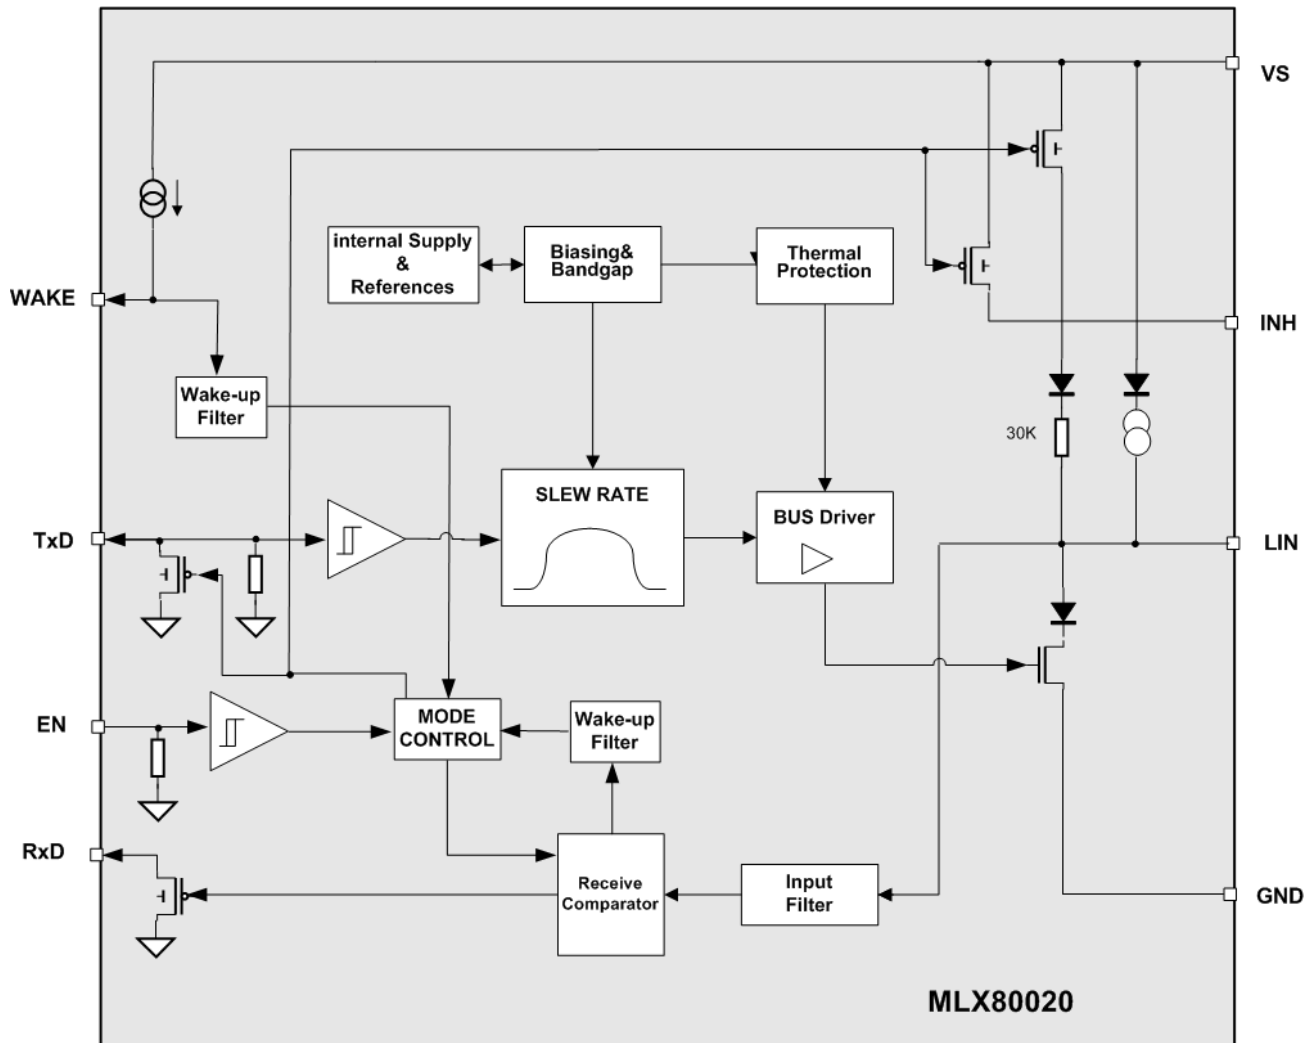 VS
internal Supply
&
References
Biasing&
Bandgap
Thermal
Protection
WAKE
INH
Wake-up
Filter
30K
SLEW RATE
BUS Driver
TxD
LIN
EN
MODE
CONTROL
Wake-up
Filter
RxD
Receive
Comparator
Input
Filter
GND
MLX80020